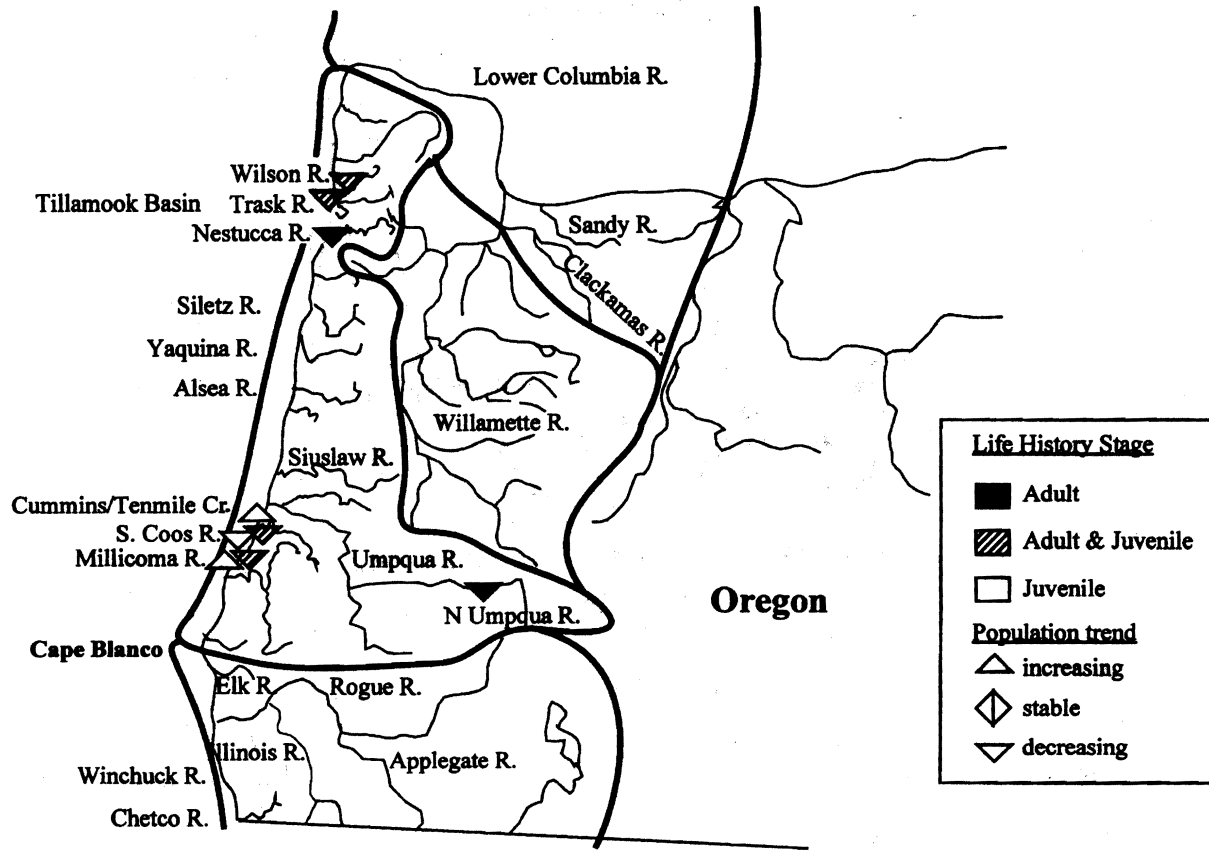 Lower Columbia R.
Wilson R.
Tillamook Basin
Trask R.
Nestucca R.
Sandy R.
Clackamas R.
Siletz R.
Yaquina R.
Alsea R.
Willamette R.
Siuslaw R.
Cummins/Tenmile Cr.
S. Coos R.
Millicoma R.
Umpqua R.
N Umpqua R.
Oregon
Cape Blanco
Elk R.
Rogue R.
Illinois R.
Applegate R.
Winchuck R.
Chetco R.
Life History Stage
Adult
Adult & Juvenile
Juvenile
Population trend
increasing
stable
decreasing